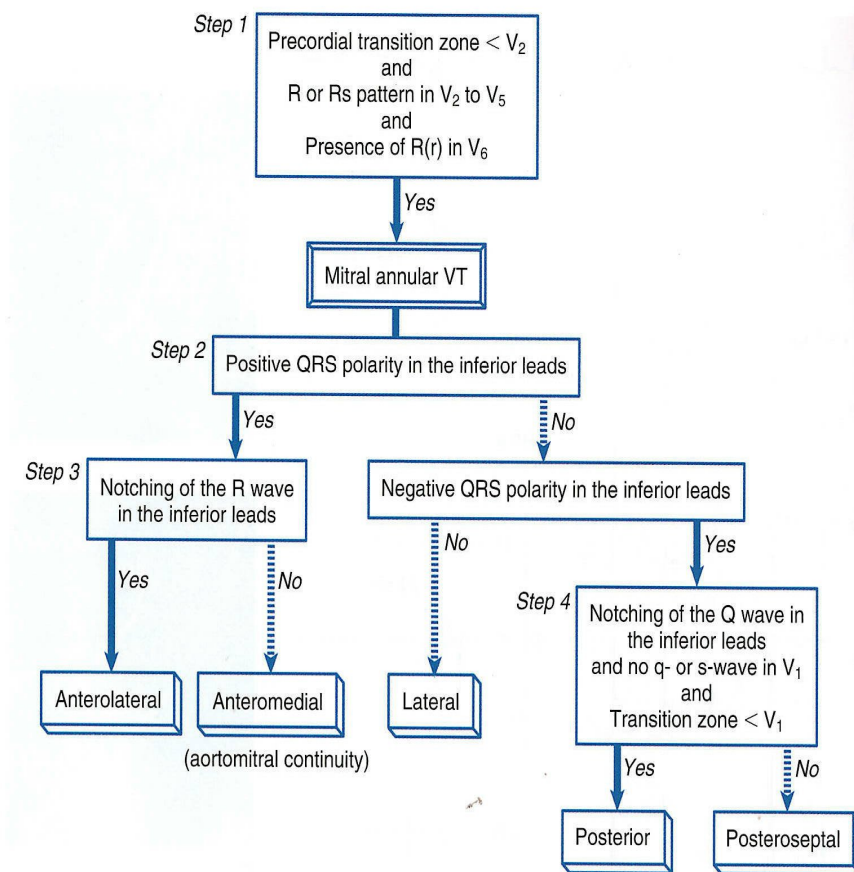 Step 1
Precordial transition zone < V₂
and
R or Rs pattern in V₂ to V₅
and
Presence of R(r) in V₆
Yes
Mitral annular VT
Step 2
Positive QRS polarity in the inferior leads
Yes
No
Step 3
Notching of the R wave
in the inferior leads
Negative QRS polarity in the inferior leads
Yes
No
No
Yes
Step 4
Notching of the Q wave in
the inferior leads
and no q- or s-wave in V₁
and
Transition zone < V₁
Anterolateral
Anteromedial
Lateral
(aortomitral continuity)
Yes
No
Posterior
Posteroseptal